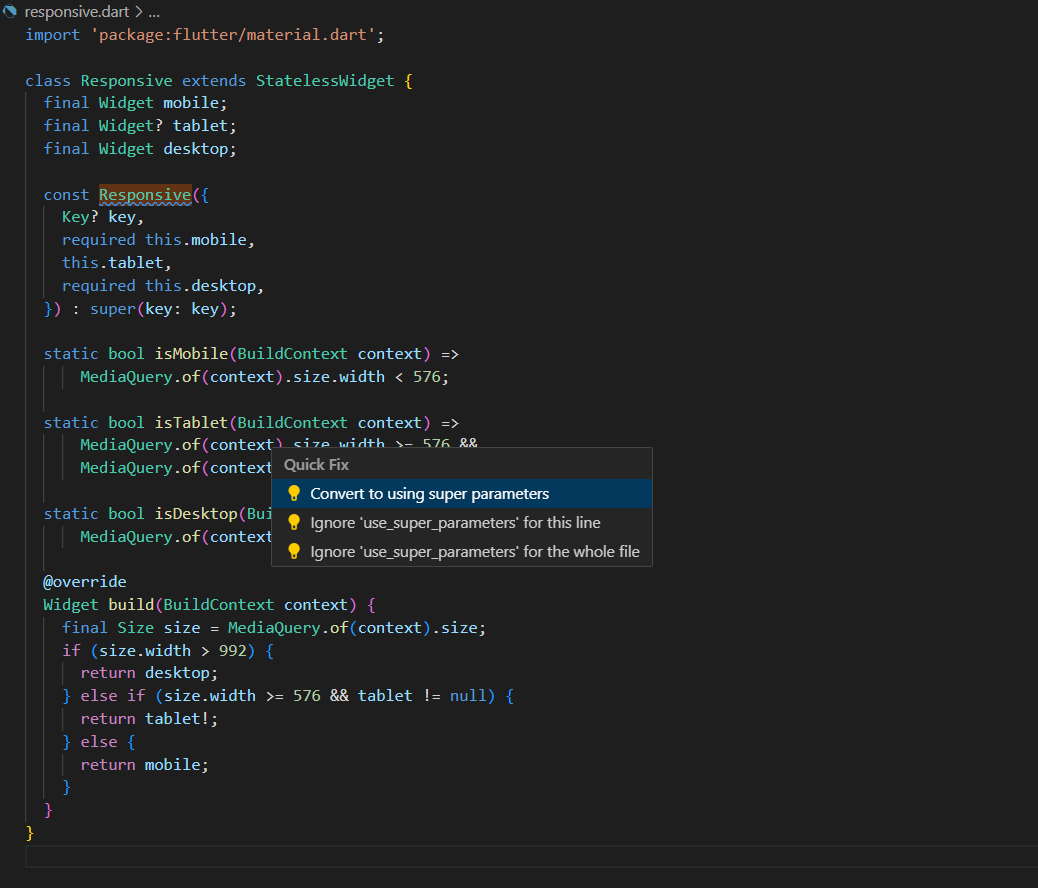 responsive.dart > ...
import 'package:flutter/material.dart';
class Responsive extends StatelessWidget {
final Widget mobile;
final Widget? tablet;
final Widget desktop;
const Responsive({
Key? key,
required this.mobile,
this.tablet,
required this.desktop,
}) : super(key: key);
static bool isMobile(BuildContext context) =>
MediaQuery.of(context).size.width < 576;
static bool isTablet(BuildContext context) =>
MediaQuery.of(context).size.width >= 576 &&
MediaQuery.of(context
static bool isDesktop(Bui
MediaQuery.of(context
Quick Fix
Convert to using super parameters
Ignore 'use_super_parameters' for this line
Ignore 'use_super_parameters' for the whole file
@override
Widget build(BuildContext context) {
final Size size = MediaQuery.of(context).size;
if (size.width > 992) {
return desktop;
} else if (size.width >= 576 && tablet != null) {
return tablet!;
} else {
return mobile;
}
}
}